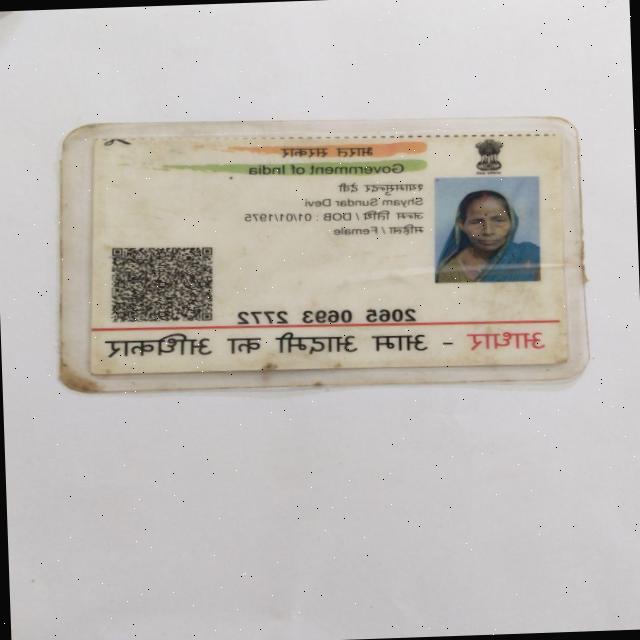 भारत सरकार
Government of India
श्यामसुन्दर देवी
Shyam Sundar Devi
जन्म तिथि / DOB : 01/01/1975
महिला / Female
2065 0693 2772
आधार - आम आदमी का अधिकार